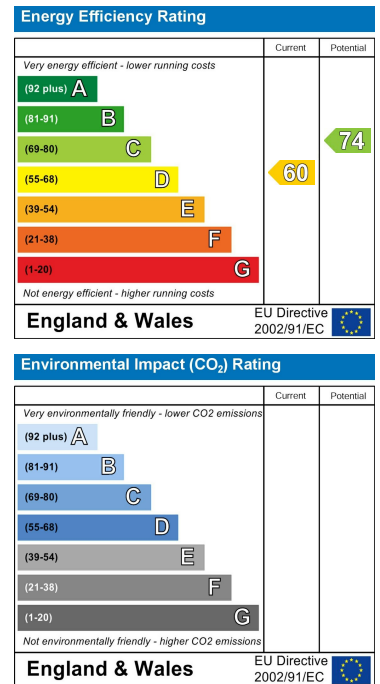 Energy Efficiency Rating
Current Potential
Very energy efficient - lower running costs
(92 plus) A
(81-91) B
(69-80) C
(55-68) D
(39-54) E
(21-38) F
(1-20) G
60
74
Not energy efficient - higher running costs
England & Wales
EU Directive
2002/91/EC
Environmental Impact (CO₂) Rating
Current Potential
Very environmentally friendly - lower CO2 emissions
(92 plus) A
(81-91) B
(69-80) C
(55-68) D
(39-54) E
(21-38) F
(1-20) G
Not environmentally friendly - higher CO2 emissions
England & Wales
EU Directive
2002/91/EC